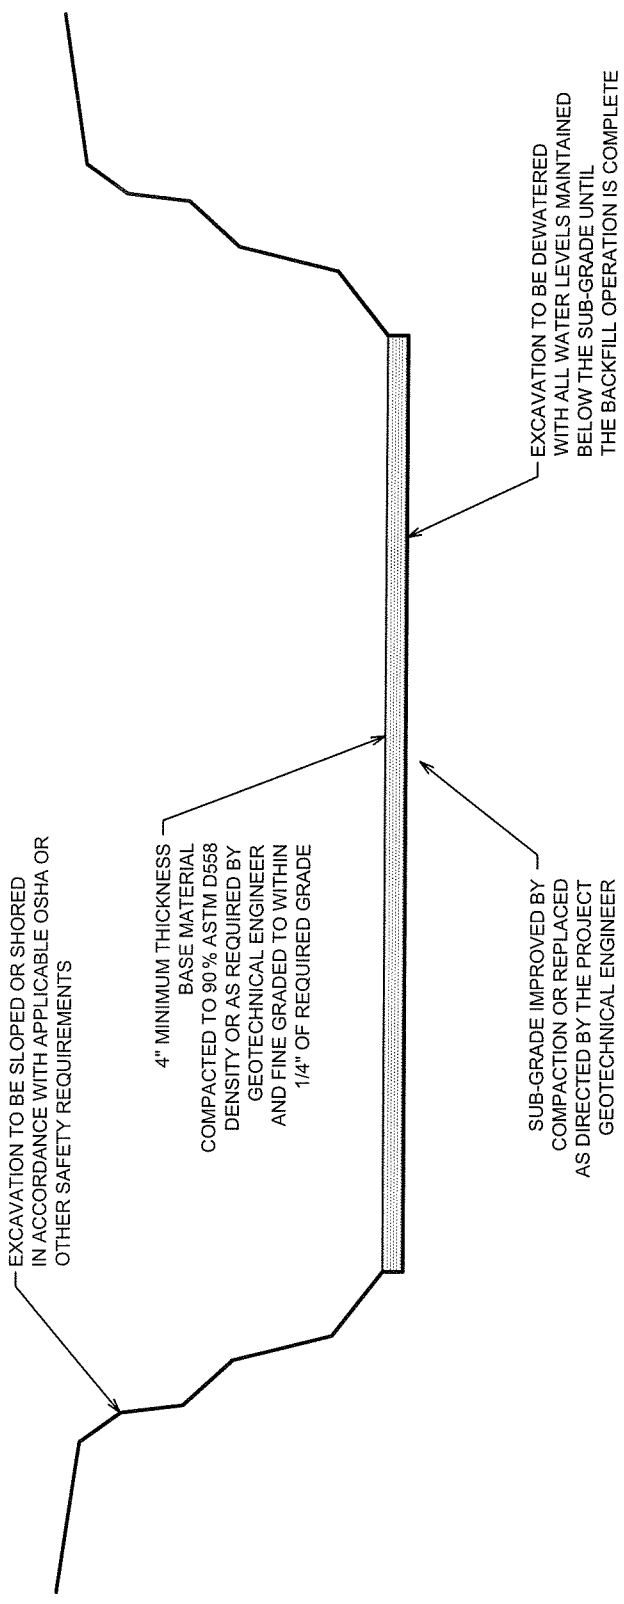 EXCAVATION TO BE SLOPED OR SHORED
IN ACCORDANCE WITH APPLICABLE OSHA OR
OTHER SAFETY REQUIREMENTS
4" MINIMUM THICKNESS
BASE MATERIAL
COMPACTED TO 90 % ASTM D558
DENSITY OR AS REQUIRED BY
GEOTECHNICAL ENGINEER
AND FINE GRADED TO WITHIN
1/4" OF REQUIRED GRADE
SUB-GRADE IMPROVED BY
COMPACTION OR REPLACED
AS DIRECTED BY THE PROJECT
GEOTECHNICAL ENGINEER
EXCAVATION TO BE DEWATERED
WITH ALL WATER LEVELS MAINTAINED
BELOW THE SUB-GRADE UNTIL
THE BACKFILL OPERATION IS COMPLETE